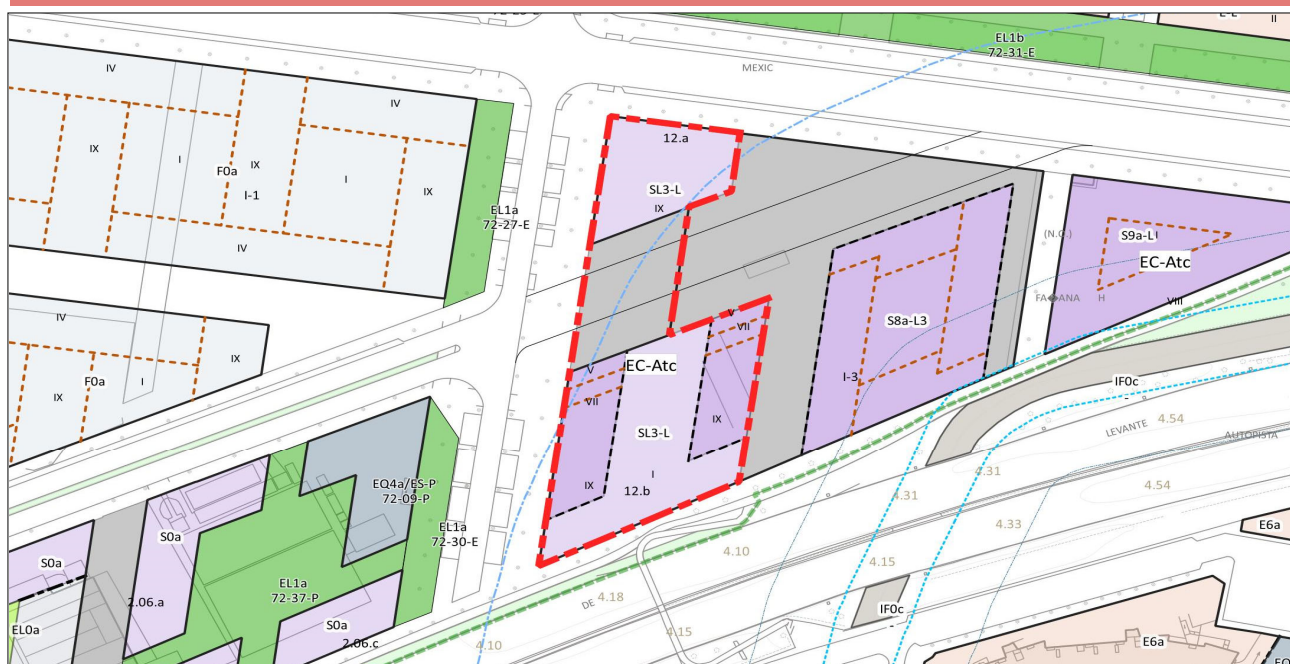 EL1b
72-31-E
II
MEXIC
IV
IV
12.a
IX
I
F0a
IX
I-1
I
IX
SL3-L
IX
EL1a
72-27-E
IV
(N.C.)
S9a-L
EC-Atc
VIII
H
IV
F0a
IX
I
IX
V
VII
S8a-L3
I-3
EC-Atc
V
VII
IX
IF0c
LEVANTE
4.54
AUTOPISTA
SL3-L
I
12.b
IX
4.31
4.31
4.54
4.33
EQ4a/ES-P
72-09-P
EL1a
72-30-E
S0a
S0a
EL1a
72-37-P
2.06.a
EL0a
S0a
2.06.c
4.10
4.15
4.18
DE
4.15
4.10
IF0c
E6a
E6a